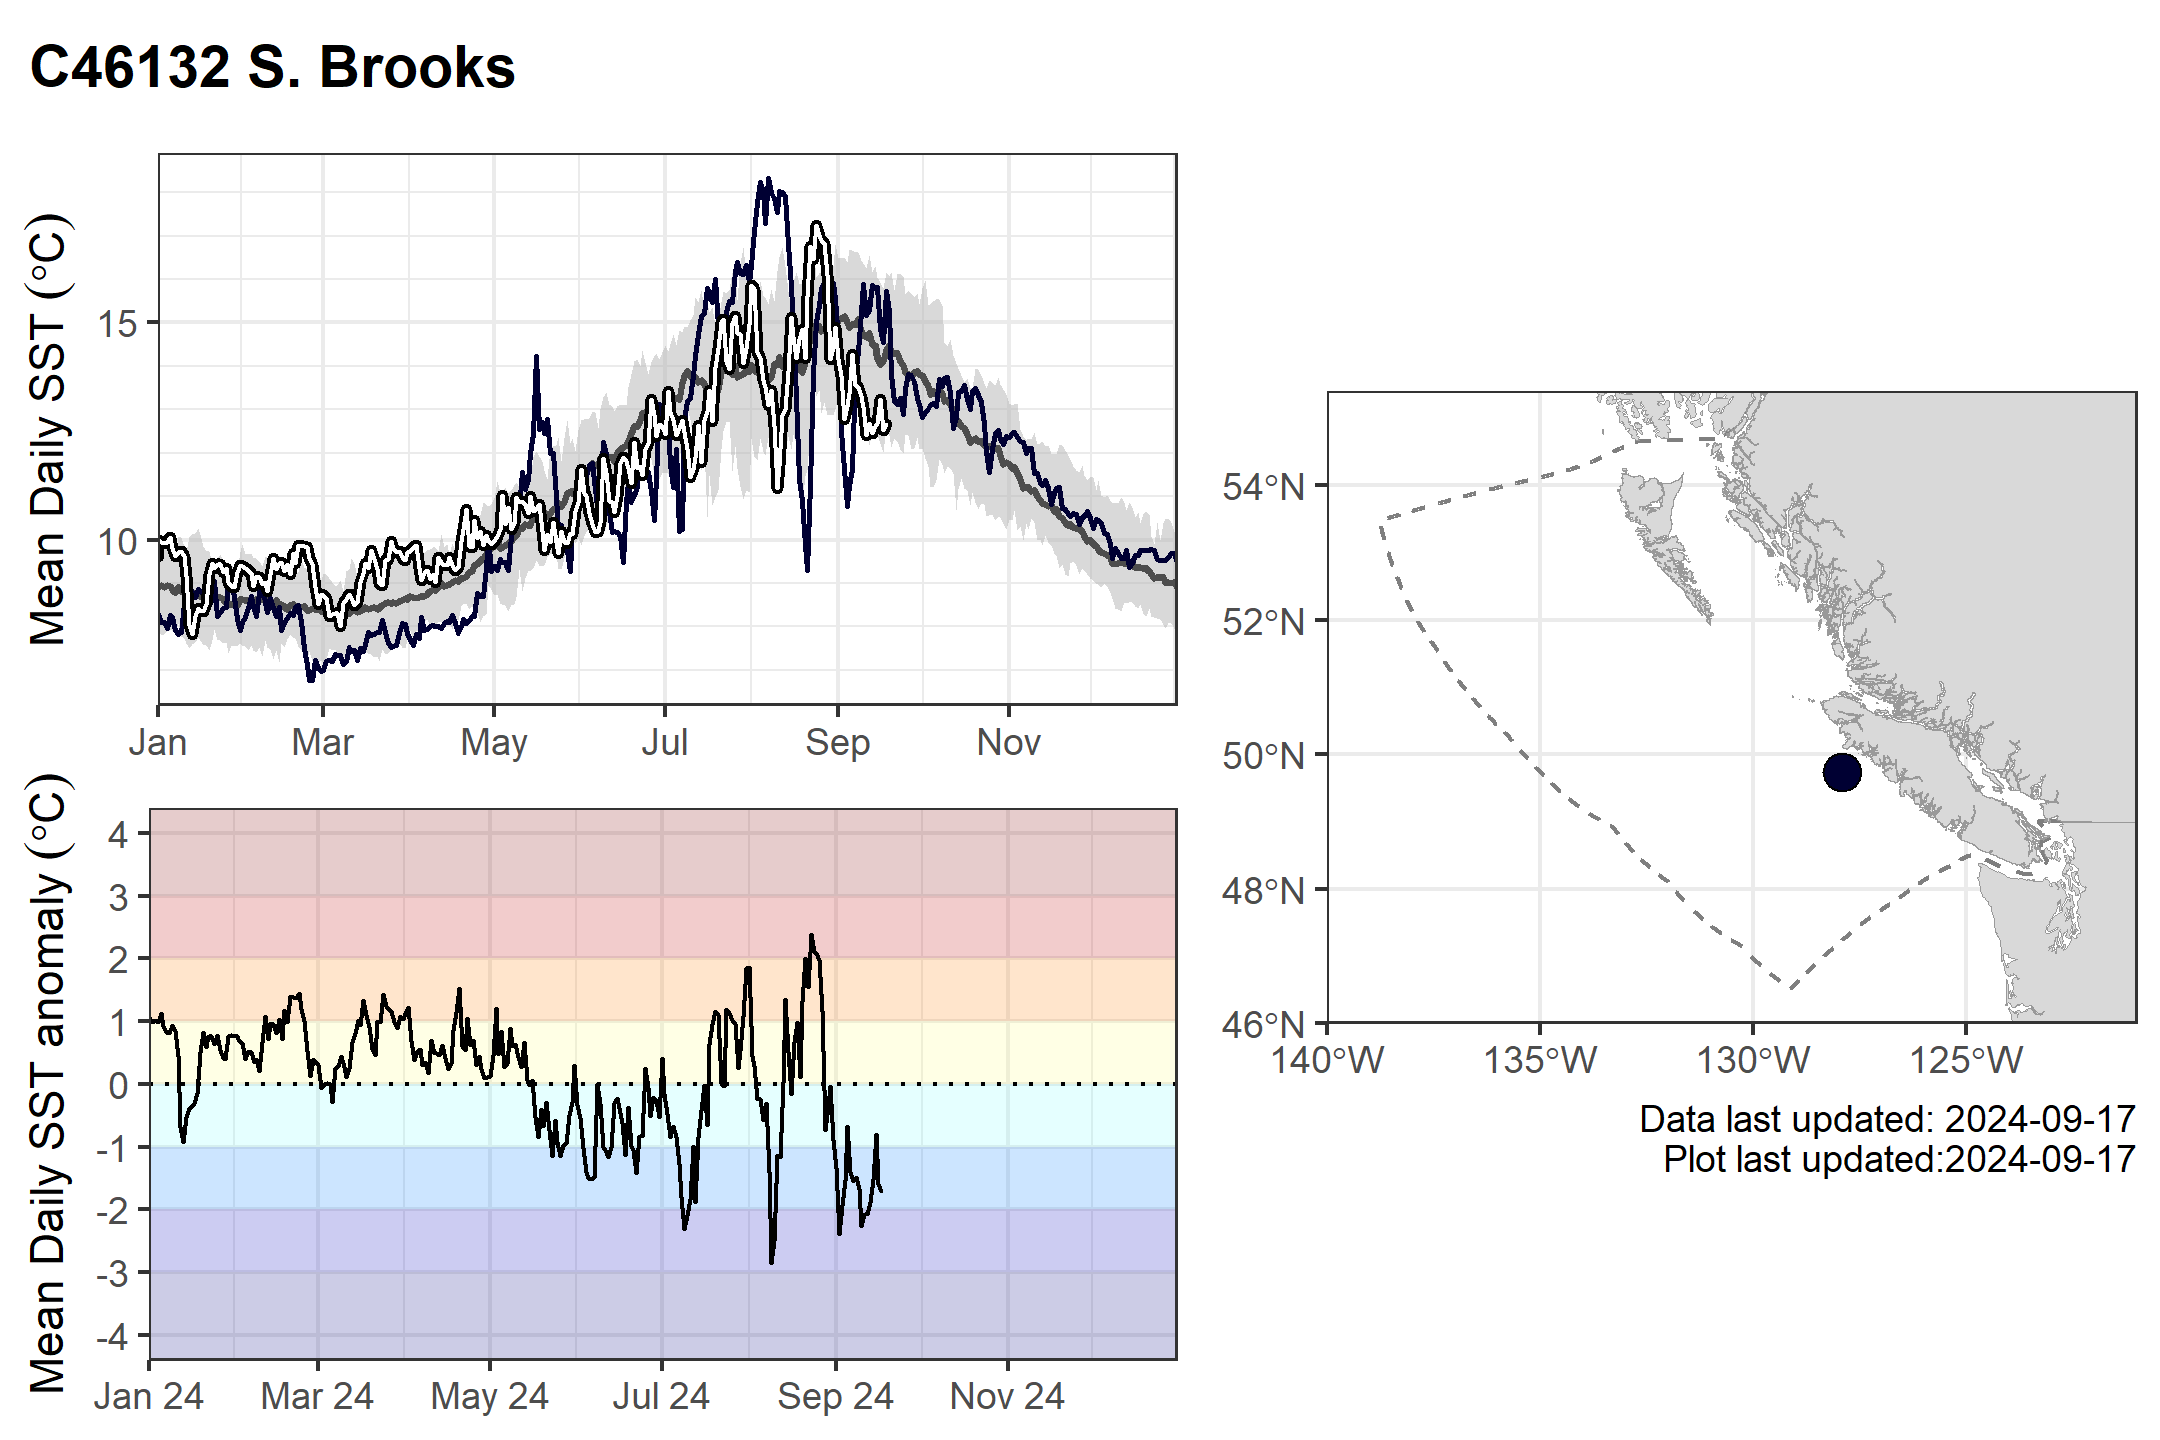 C46132 S. Brooks
Mean Daily SST (°C)
15
10
Jan Mar May Jul Sep Nov
Mean Daily SST anomaly (°C)
4
3
2
1
0
-1
-2
-3
-4
Jan 24 Mar 24 May 24 Jul 24 Sep 24 Nov 24
54°N
52°N
50°N
48°N
46°N
140°W 135°W 130°W 125°W
Data last updated: 2024-09-17
Plot last updated:2024-09-17